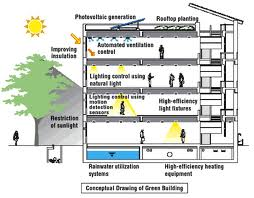 Photovoltaic generation
Rooftop planting
Improving
insulation
Automated ventilation
control
Lighting control using
natural light
Lighting control using
motion
detection
sensors
High-efficiency
light fixtures
Restriction
of sunlight
Rainwater utilization
systems
High-efficiency heating
equipment
Conceptual Drawing of Green Building